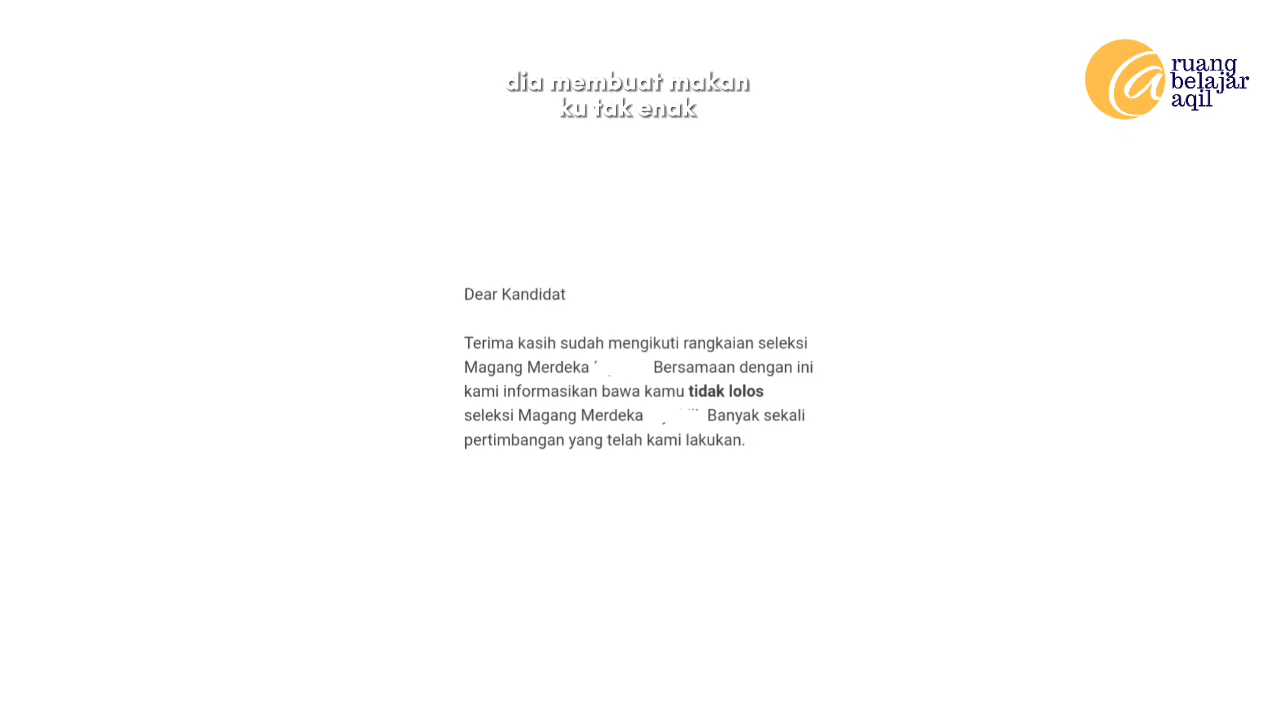 dia membuat makan
ku tak enak
ruang
belajar
aqil
Dear Kandidat
Terima kasih sudah mengikuti rangkaian seleksi
Magang Merdeka Bersamaan dengan ini
kami informasikan bawa kamu tidak lolos
seleksi Magang Merdeka Banyak sekali
pertimbangan yang telah kami lakukan.